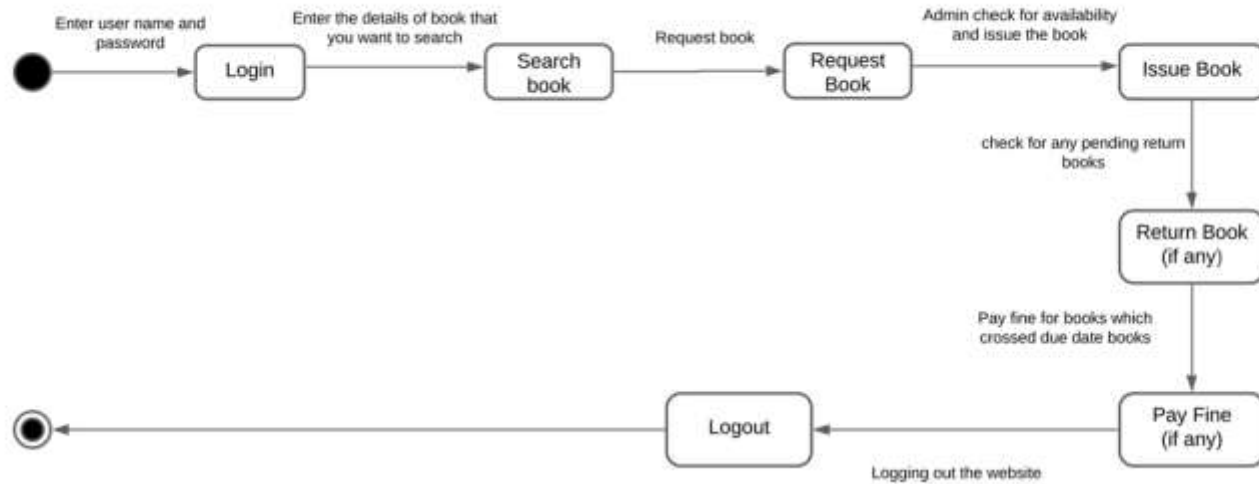 Enter user name and
password
Login
Enter the details of book that
you want to search
Search
book
Request book
Request
Book
Admin check for availability
and issue the book
Issue Book
check for any pending return
books
Return Book
(if any)
Pay fine for books which
crossed due date books
Pay Fine
(if any)
Logging out the website
Logout